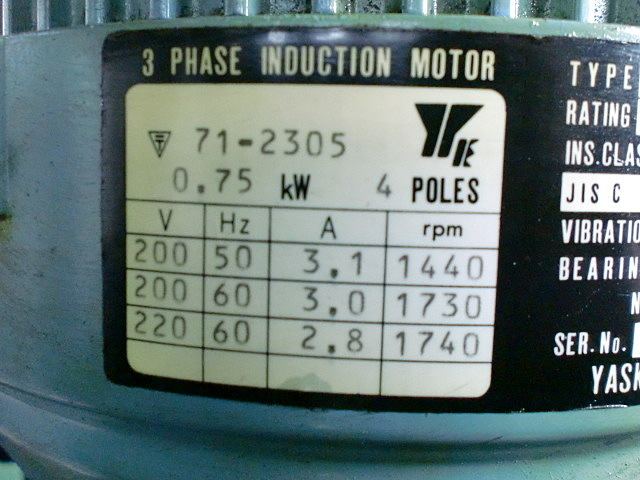 3 PHASE INDUCTION MOTOR
71-2305
0.75 kW 4 POLES
V Hz A rpm
200 50 3.1 1440
200 60 3.0 1730
220 60 2.8 1740
TYPE
RATING
INS.CLAS
JIS C
VIBRATIO
BEARIN
N
SER.No.
YASK